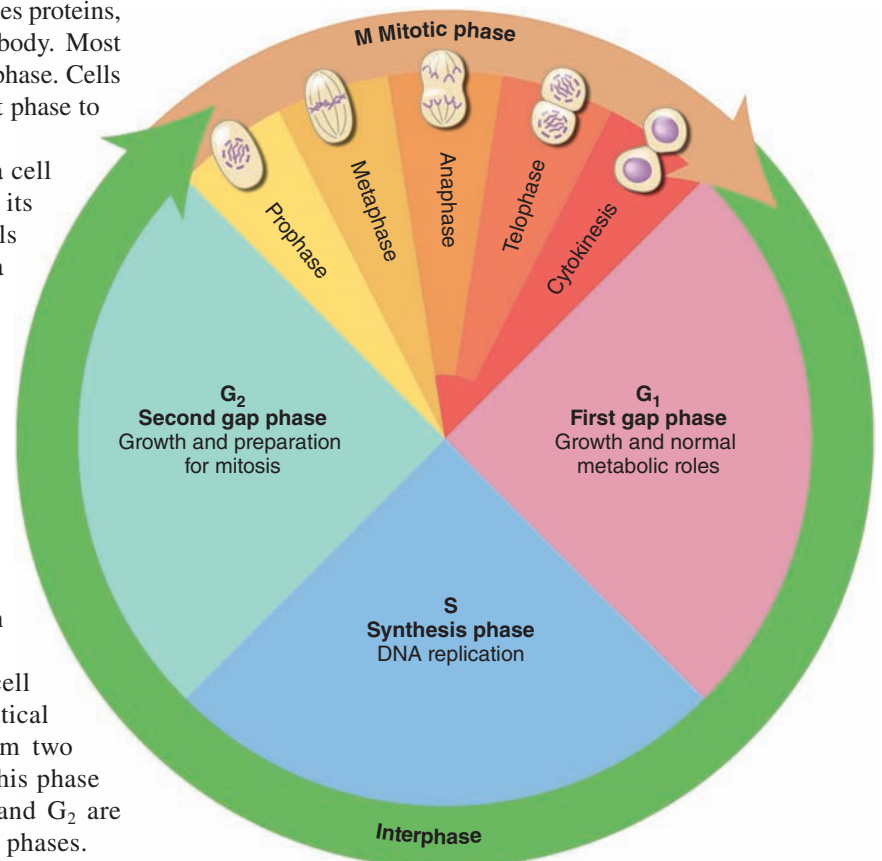 es proteins,
body. Most
phase. Cells
t phase to
a cell
its
ls
a
n
cell
tical
m two
his phase
and G₂ are
phases.
M Mitotic phase
Prophase
Metaphase
Anaphase
Telophase
Cytokinesis
G₂
Second gap phase
Growth and preparation
for mitosis
G₁
First gap phase
Growth and normal
metabolic roles
S
Synthesis phase
DNA replication
Interphase